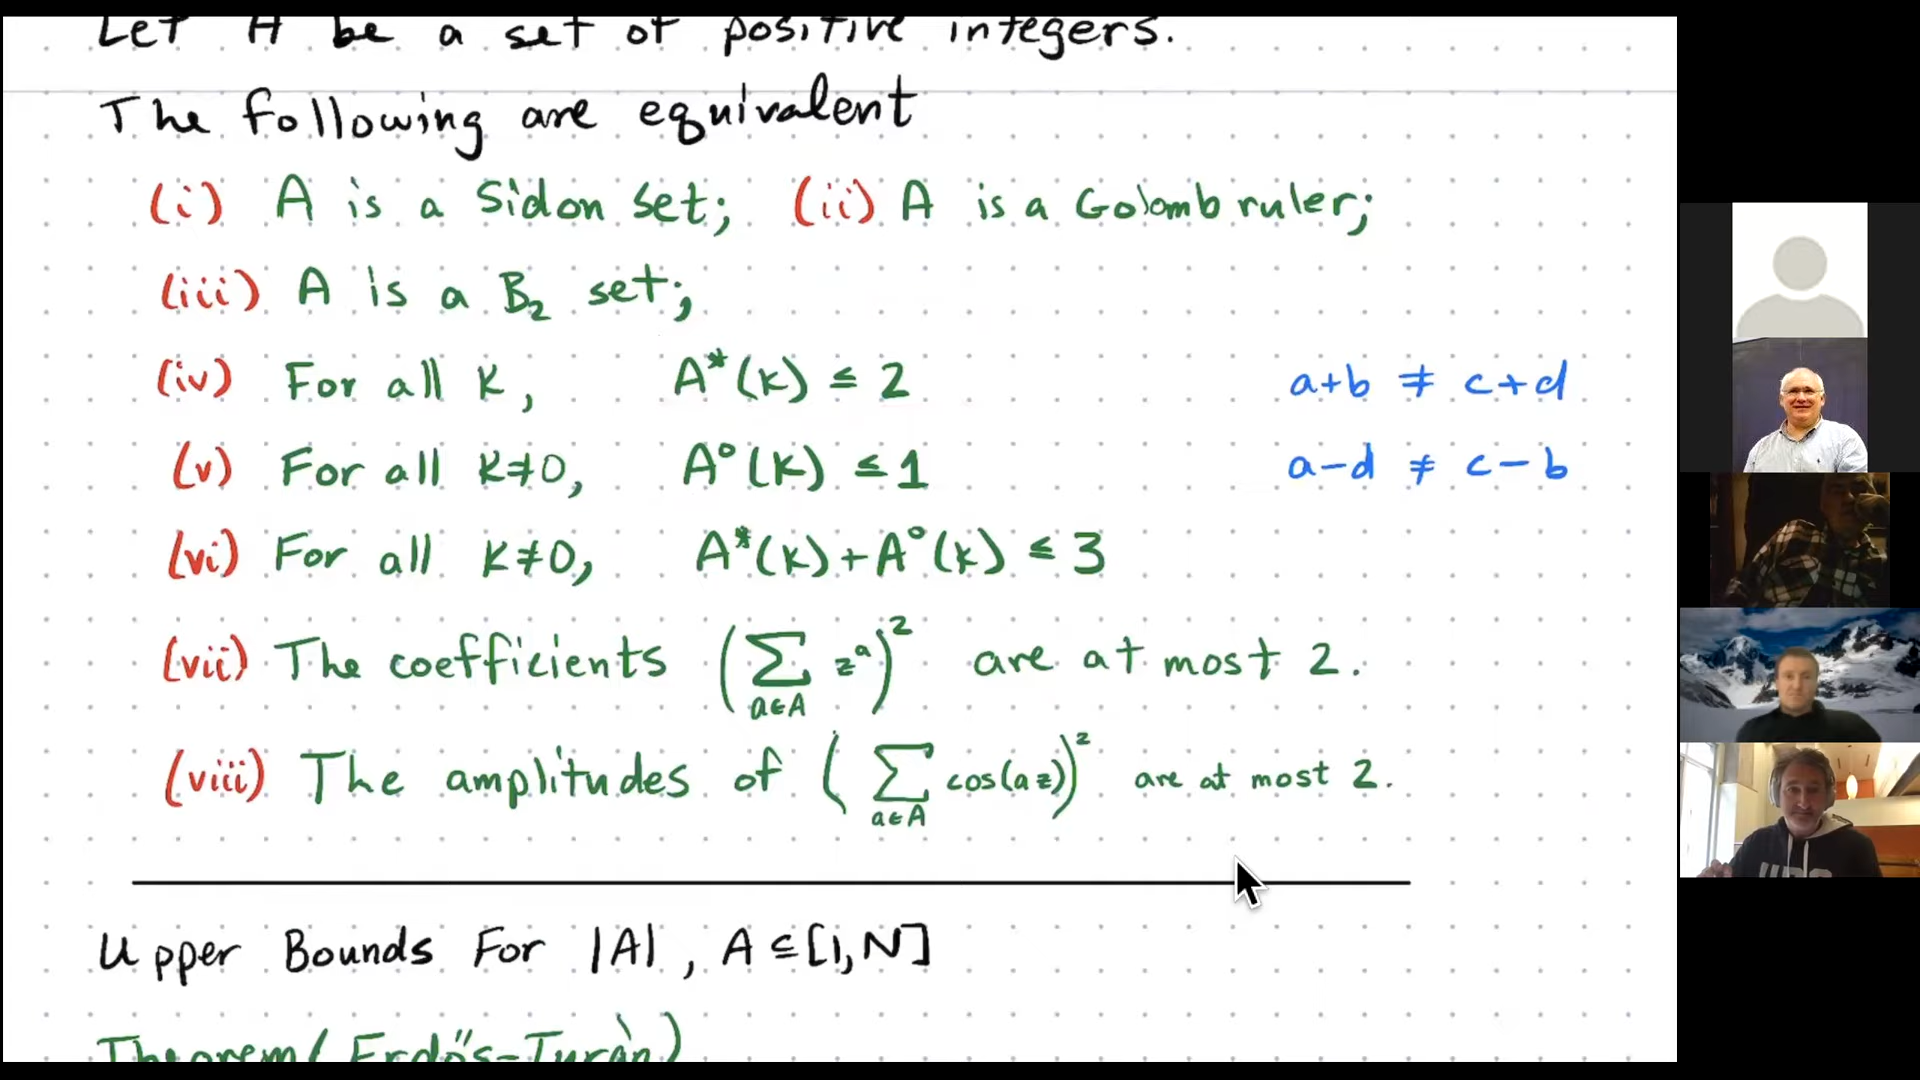 Let A be a set of positive integers.
The following are equivalent
(i) A is a Sidon set; (ii) A is a Golomb ruler;
(iii) A is a B₂ set;
(iv) For all K, A*(k) ≤ 2 a+b ≠ c+d
(v) For all K≠0, A°(k) ≤ 1 a-d ≠ c-b
(vi) For all K≠0, A*(k)+A°(k) ≤ 3
(vii) The coefficients (∑_{a∈A} z^a)² are at most 2.
(viii) The amplitudes of (∑_{a∈A} cos(az))² are at most 2.
Upper Bounds For |A|, A⊆[1,N]
Theorem (Erdős-Turàn)